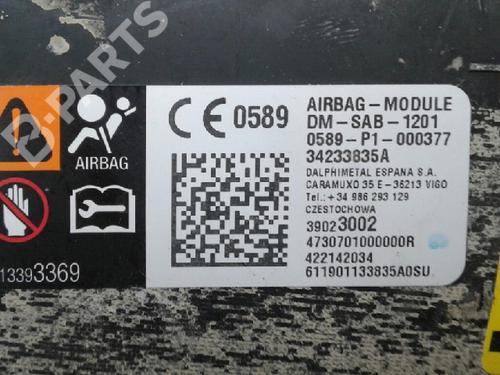 B-PARTS
AIRBAG
13393369
CE 0589
AIRBAG-MODULE
DM-SAB-1201
0589-P1-000377
34233835A
DALPHIMETAL ESPANA S.A.
CARAMUXO 35 E-36213 VIGO
Tel.: +34 986 293 129
CZESTOCHOWA
39023002
4730701000000R
422142034
611901133835A0SU